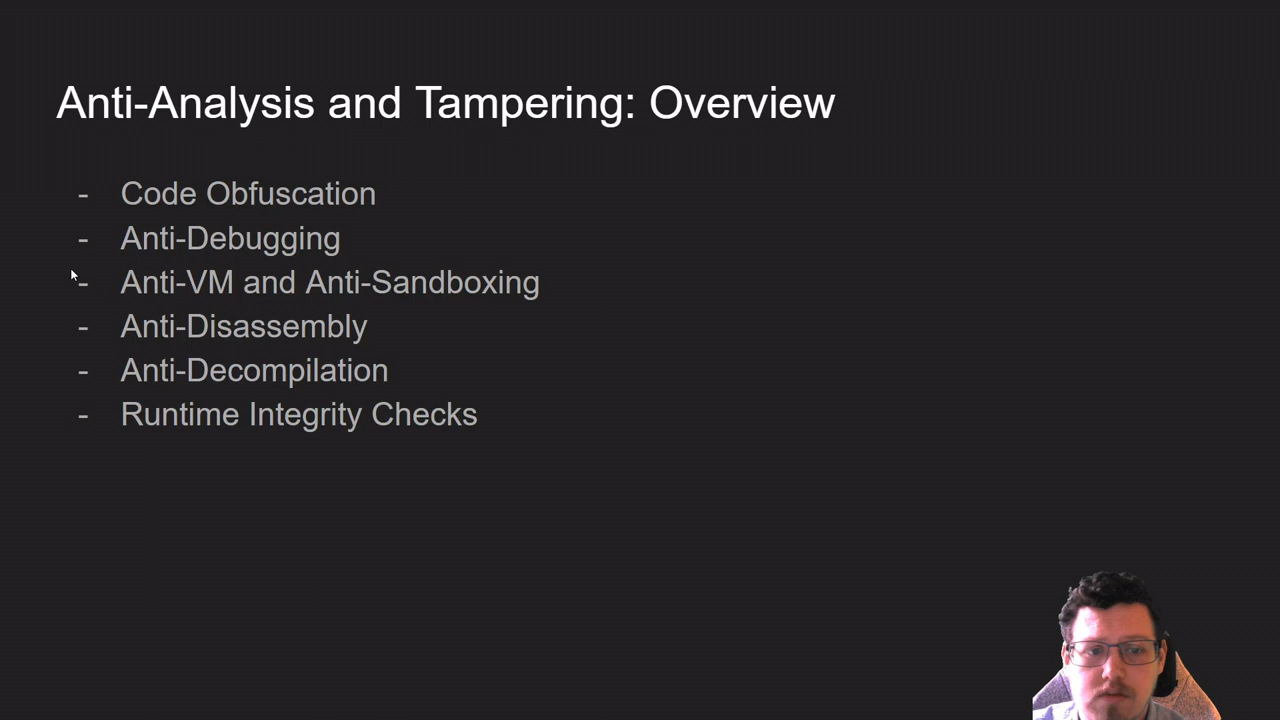 Anti-Analysis and Tampering: Overview
- Code Obfuscation
- Anti-Debugging
- Anti-VM and Anti-Sandboxing
- Anti-Disassembly
- Anti-Decompilation
- Runtime Integrity Checks